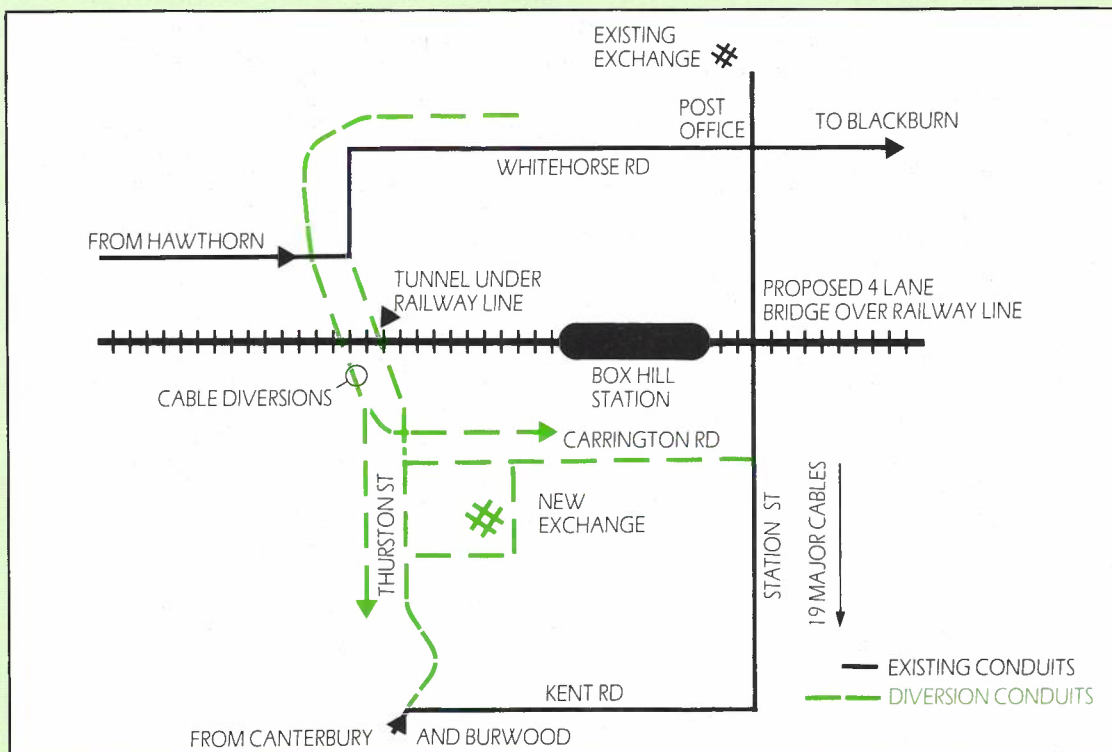 EXISTING
EXCHANGE
POST
OFFICE
TO BLACKBURN
WHITEHORSE RD
FROM HAWTHORN
TUNNEL UNDER
RAILWAY LINE
PROPOSED 4 LANE
BRIDGE OVER RAILWAY LINE
CABLE DIVERSIONS
BOX HILL
STATION
CARRINGTON RD
THURSTON ST
NEW
EXCHANGE
STATION ST
19 MAJOR CABLES
EXISTING CONDUITS
DIVERSION CONDUITS
KENT RD
FROM CANTERBURY AND BURWOOD